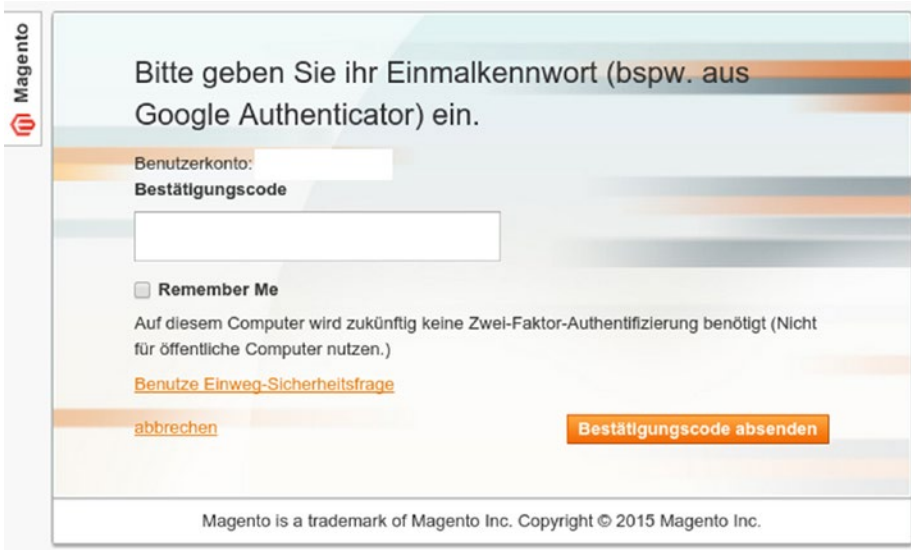 Magento
Bitte geben Sie ihr Einmalkennwort (bspw. aus
Google Authenticator) ein.
Benutzerkonto:
Bestätigungscode
Remember Me
Auf diesem Computer wird zukünftig keine Zwei-Faktor-Authentifizierung benötigt (Nicht
für öffentliche Computer nutzen.)
Benutze Einweg-Sicherheitsfrage
abbrechen
Bestätigungscode absenden
Magento is a trademark of Magento Inc. Copyright © 2015 Magento Inc.